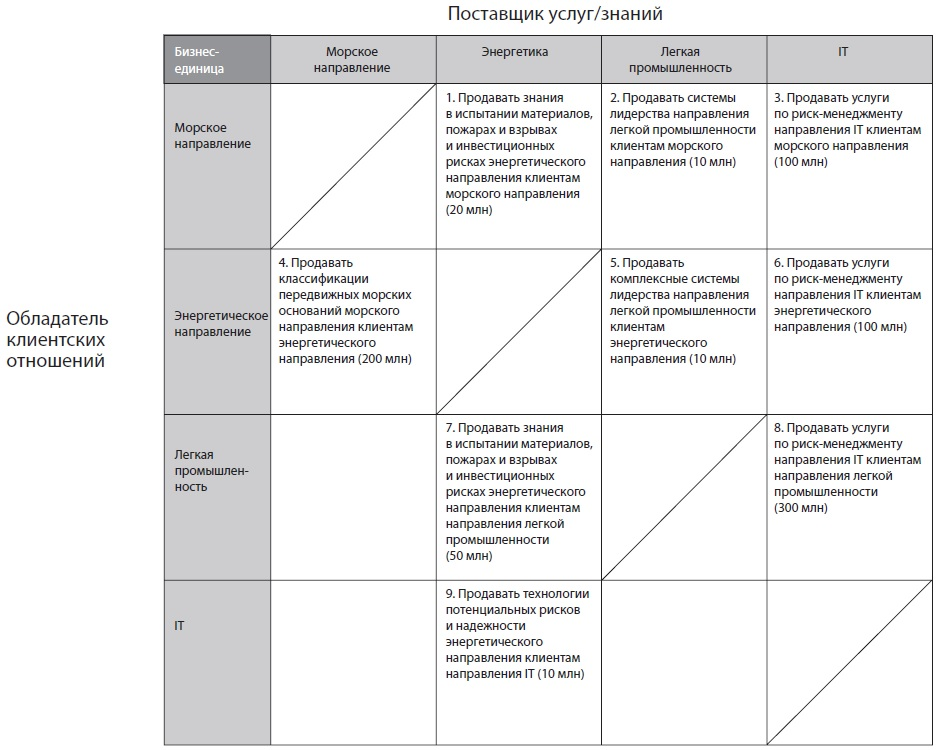 Поставщик услуг/знаний
Бизнес-
единица
Морское
направление
Энергетика
Легкая
промышленность
IT
Морское
направление
1. Продавать знания
в испытании материалов,
пожарах и взрывах
и инвестиционных
рисках энергетического
направления клиентам
морского направления
(20 млн)
2. Продавать системы
лидерства направления
легкой промышленности
клиентам морского
направления (10 млн)
3. Продавать услуги
по риск-менеджменту
направления IT клиентам
морского направления
(100 млн)
Обладатель
клиентских
отношений
Энергетическое
направление
4. Продавать
классификации
передвижных морских
оснований морского
направления клиентам
энергетического
направления (200 млн)
5. Продавать
комплексные системы
лидерства направления
легкой промышленности
клиентам
энергетического
направления (10 млн)
6. Продавать услуги
по риск-менеджменту
направления IT клиентам
энергетического
направления (100 млн)
Легкая
промышлен-
ность
7. Продавать знания
в испытании материалов,
пожарах и взрывах
и инвестиционных
рисках энергетического
направления клиентам
направления легкой
промышленности
(50 млн)
8. Продавать услуги
по риск-менеджменту
направления IT клиентам
направления легкой
промышленности
(300 млн)
IT
9. Продавать технологии
потенциальных рисков
и надежности
энергетического
направления клиентам
направления IT (10 млн)